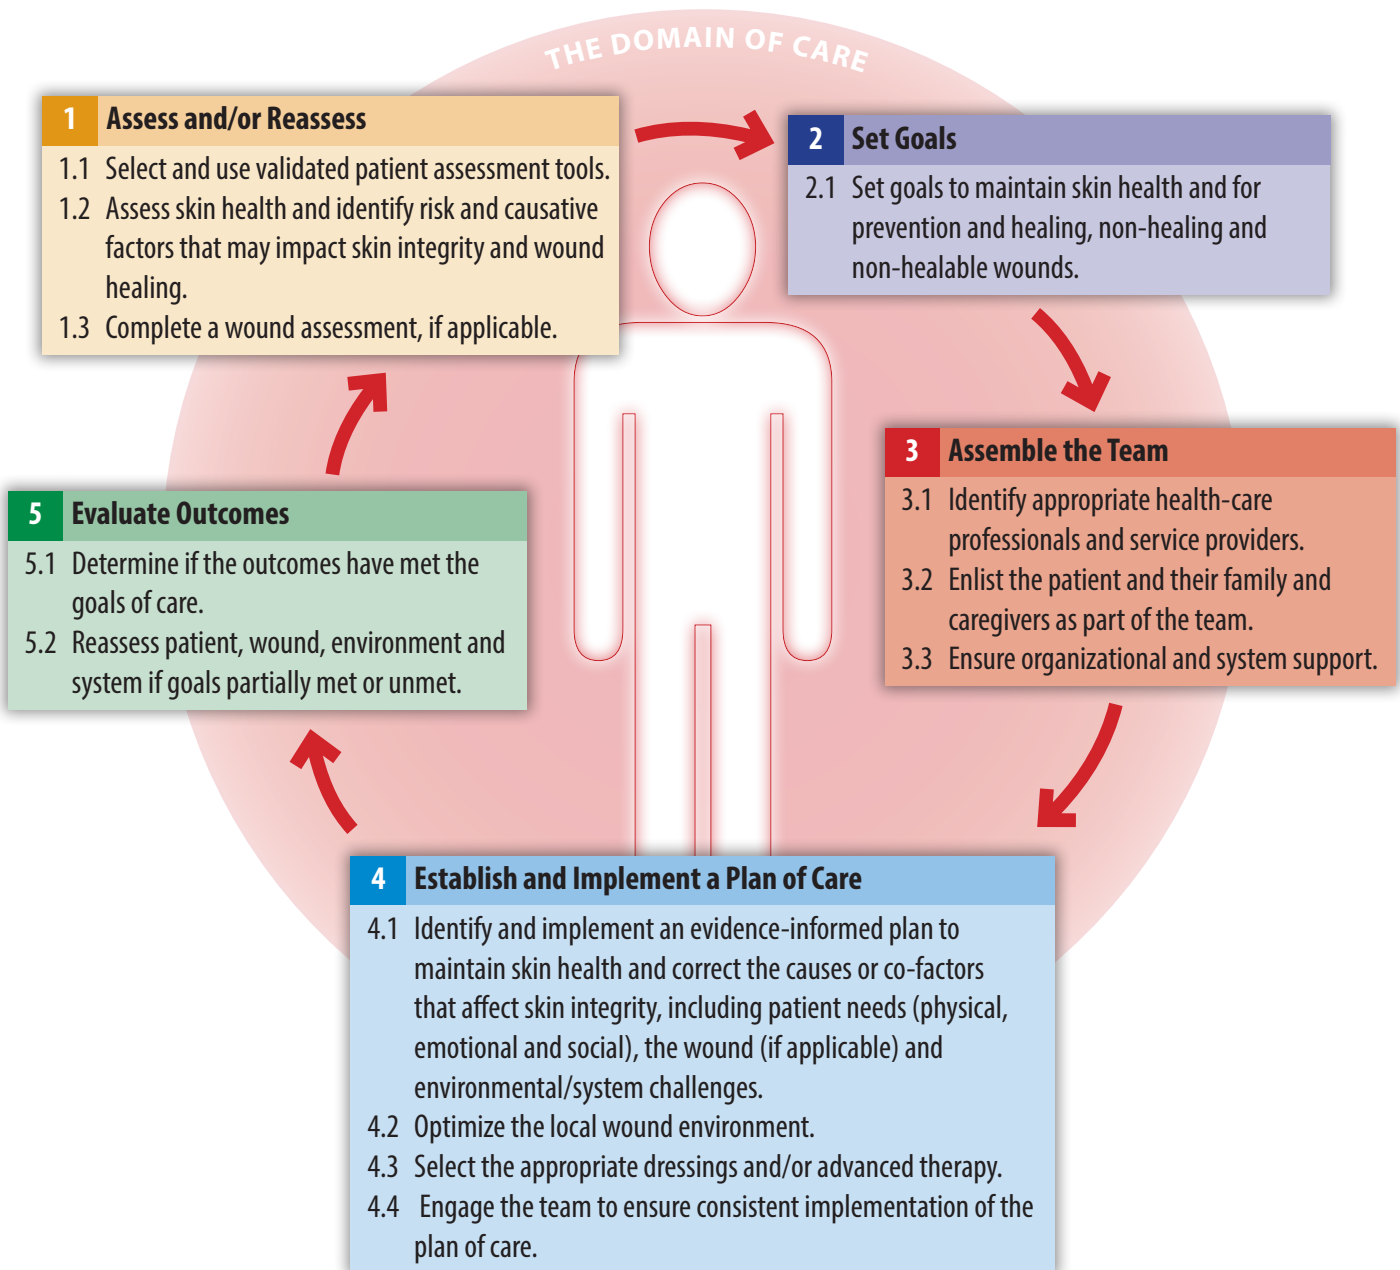 THE DOMAIN OF CARE
1 Assess and/or Reassess
1.1 Select and use validated patient assessment tools.
1.2 Assess skin health and identify risk and causative
factors that may impact skin integrity and wound
healing.
1.3 Complete a wound assessment, if applicable.
2 Set Goals
2.1 Set goals to maintain skin health and for
prevention and healing, non-healing and
non-healable wounds.
3 Assemble the Team
3.1 Identify appropriate health-care
professionals and service providers.
3.2 Enlist the patient and their family and
caregivers as part of the team.
3.3 Ensure organizational and system support.
4 Establish and Implement a Plan of Care
4.1 Identify and implement an evidence-informed plan to
maintain skin health and correct the causes or co-factors
that affect skin integrity, including patient needs (physical,
emotional and social), the wound (if applicable) and
environmental/system challenges.
4.2 Optimize the local wound environment.
4.3 Select the appropriate dressings and/or advanced therapy.
4.4 Engage the team to ensure consistent implementation of the
plan of care.
5 Evaluate Outcomes
5.1 Determine if the outcomes have met the
goals of care.
5.2 Reassess patient, wound, environment and
system if goals partially met or unmet.